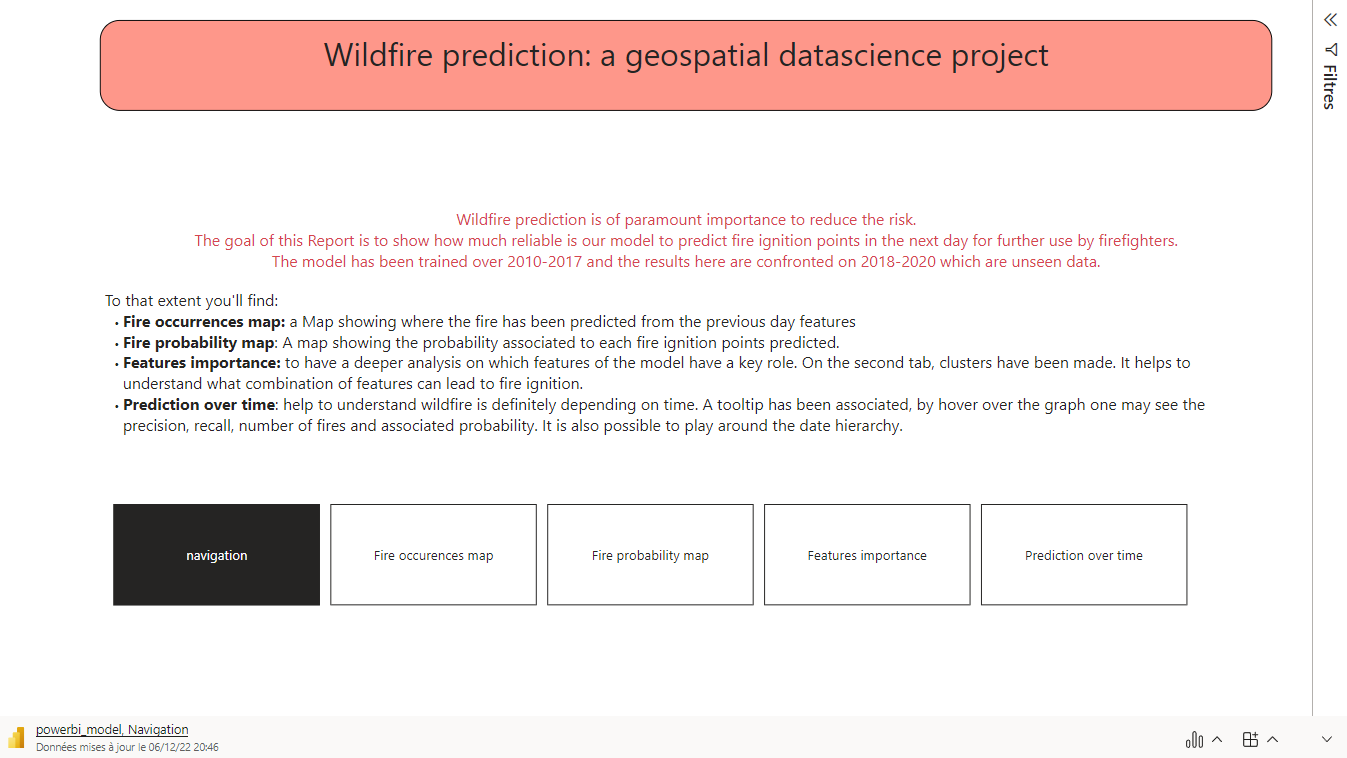 Wildfire prediction: a geospatial datascience project
Filtres
Wildfire prediction is of paramount importance to reduce the risk.
The goal of this Report is to show how much reliable is our model to predict fire ignition points in the next day for further use by firefighters.
The model has been trained over 2010-2017 and the results here are confronted on 2018-2020 which are unseen data.
To that extent you'll find:
• Fire occurrences map: a Map showing where the fire has been predicted from the previous day features
• Fire probability map: A map showing the probability associated to each fire ignition points predicted.
• Features importance: to have a deeper analysis on which features of the model have a key role. On the second tab, clusters have been made. It helps to
understand what combination of features can lead to fire ignition.
• Prediction over time: help to understand wildfire is definitely depending on time. A tooltip has been associated, by hover over the graph one may see the
precision, recall, number of fires and associated probability. It is also possible to play around the date hierarchy.
navigation
Fire occurences map
Fire probability map
Features importance
Prediction over time
powerbi_model, Navigation
Données mises à jour le 06/12/22 20:46